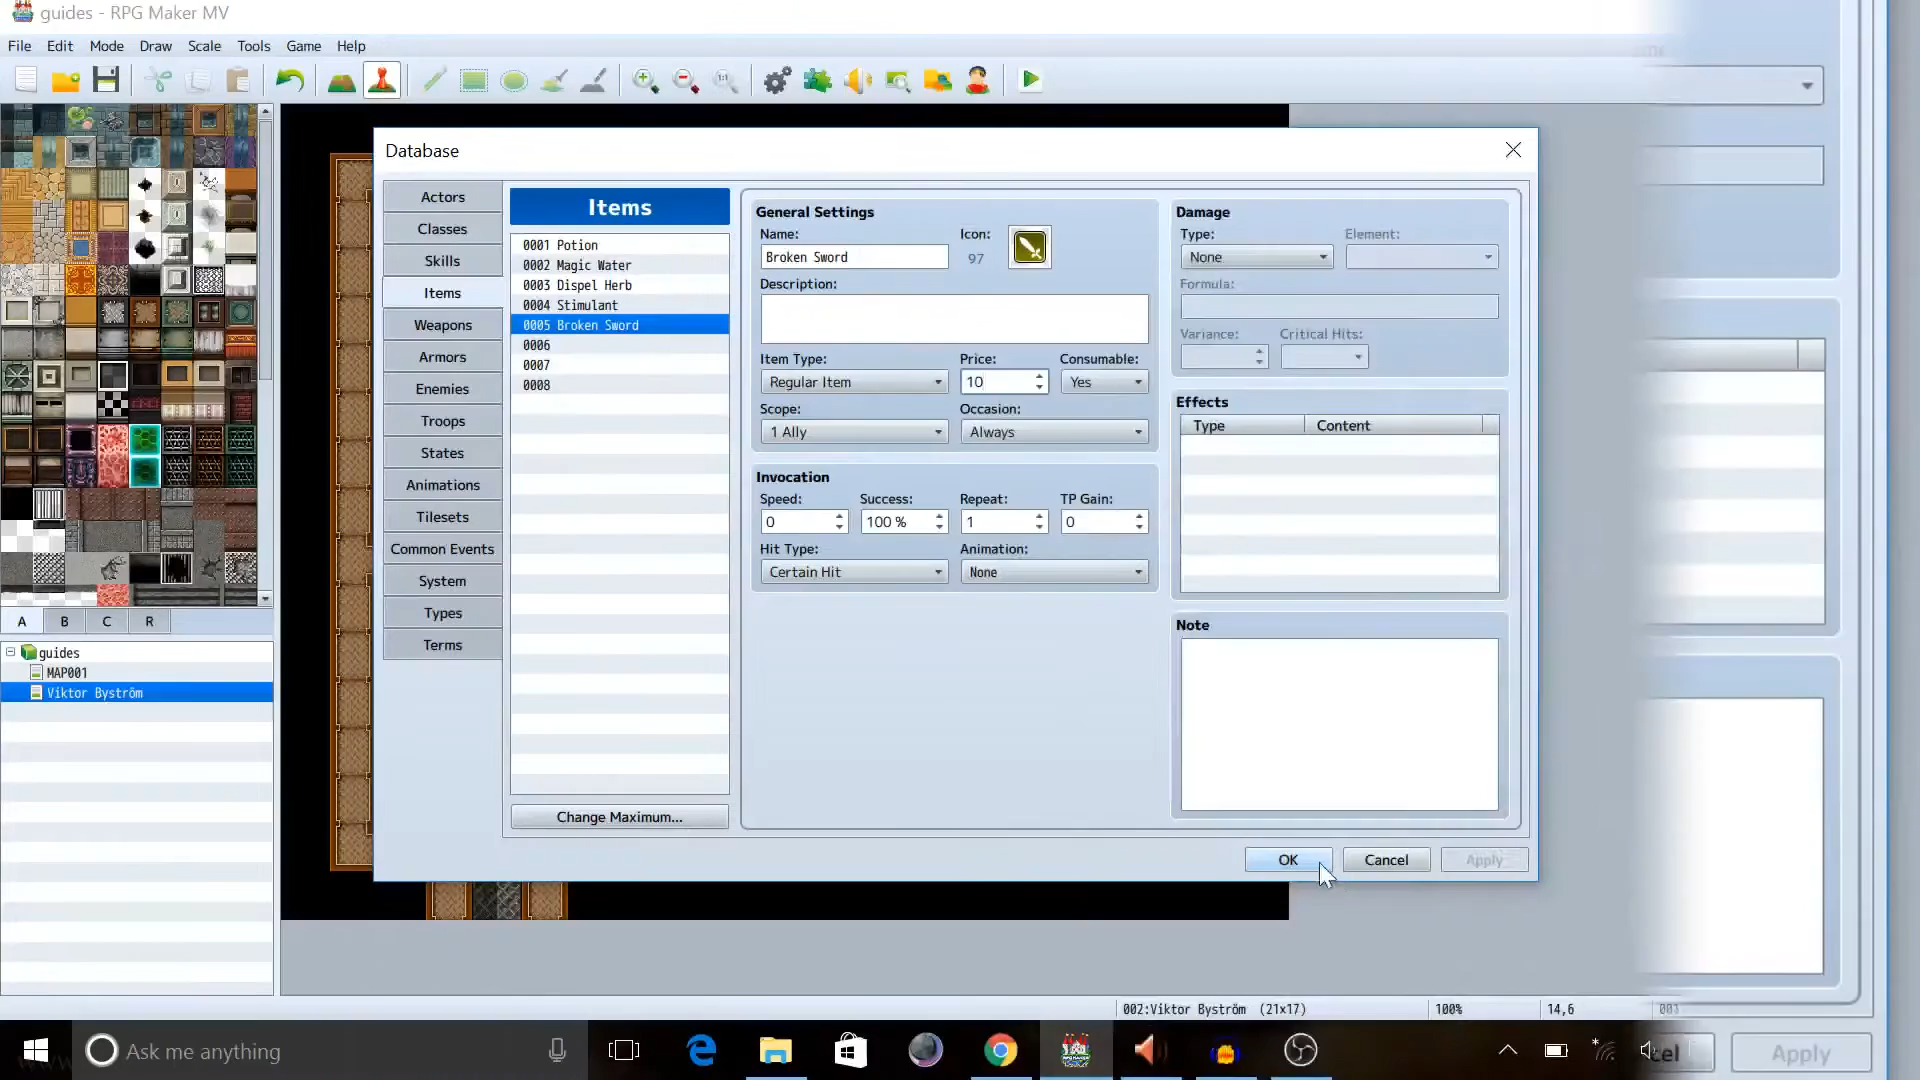 guides - RPG Maker MV
File Edit Mode Draw Scale Tools Game Help
Database
Actors
Classes
Skills
Items
Weapons
Armors
Enemies
Troops
States
Animations
Tilesets
Common Events
System
Types
Terms
Items
0001 Potion
0002 Magic Water
0003 Dispel Herb
0004 Stimulant
0005 Broken Sword
0006
0007
0008
Change Maximum...
General Settings
Name: Icon:
Broken Sword 97
Description:
Item Type: Price: Consumable:
Regular Item 10 Yes
Scope: Occasion:
1 Ally Always
Invocation
Speed: Success: Repeat: TP Gain:
0 100 % 1 0
Hit Type: Animation:
Certain Hit None
Damage
Type: Element:
None
Formula:
Variance: Critical Hits:
Effects
Type Content
Note
OK Cancel Apply
A B C R
guides
MAP001
Viktor Byström
002:Viktor Byström (21x17) 100% 14,6
Ask me anything
Apply